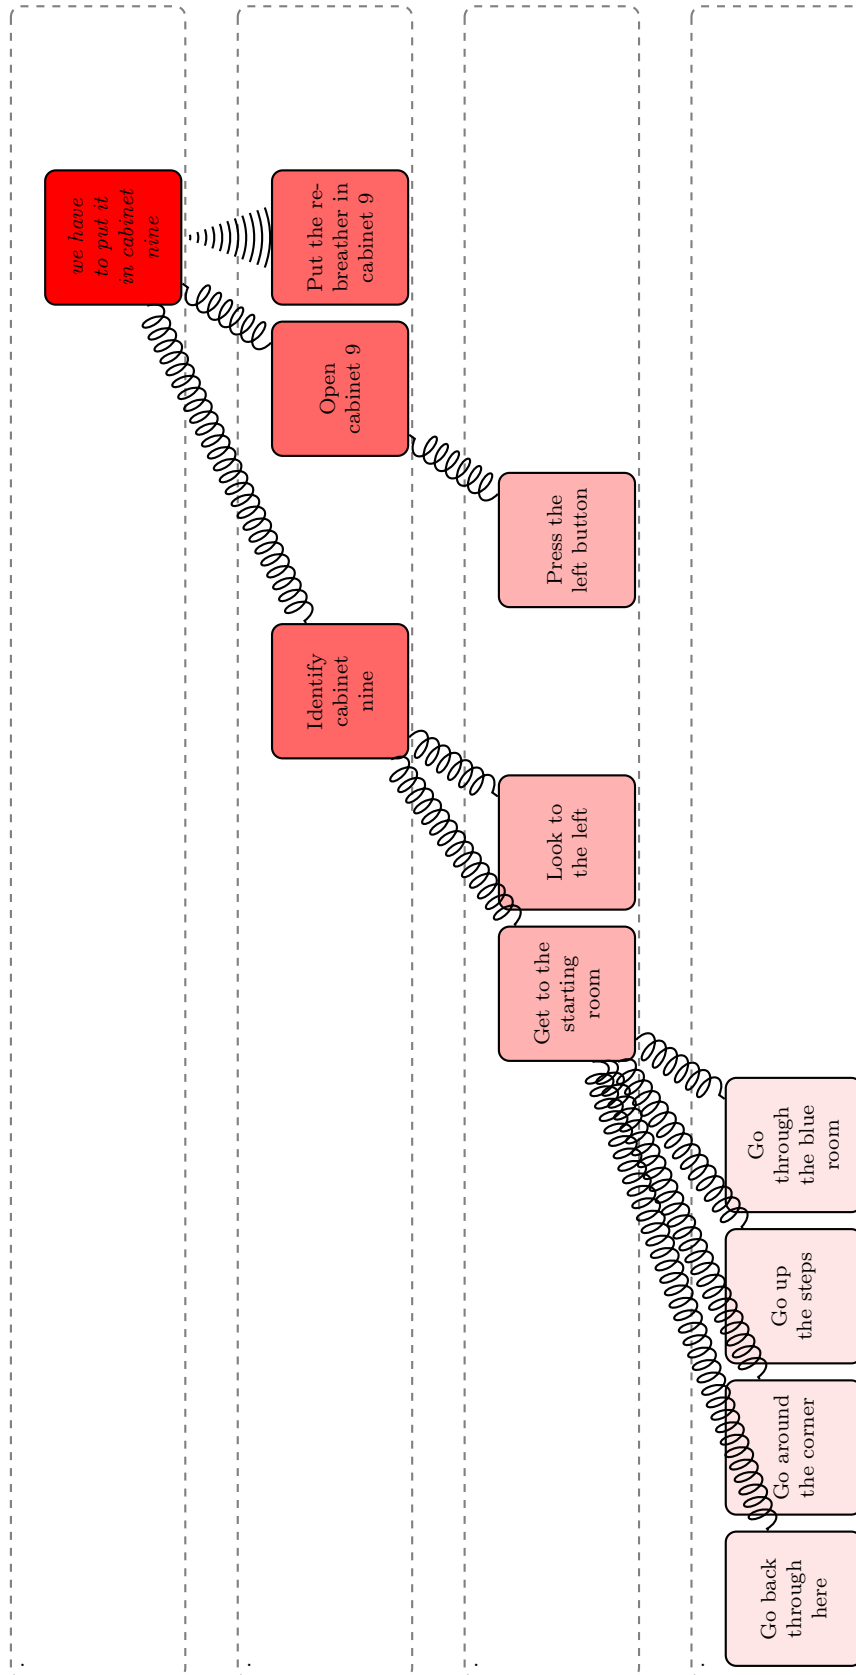 we have
to put it
in cabinet
nine
Put the re-
breather in
cabinet 9
Open
cabinet 9
Press the
left button
Identify
cabinet
nine
Look to
the left
Get to the
starting
room
Go
through
the blue
room
Go up
the steps
Go around
the corner
Go back
through
here